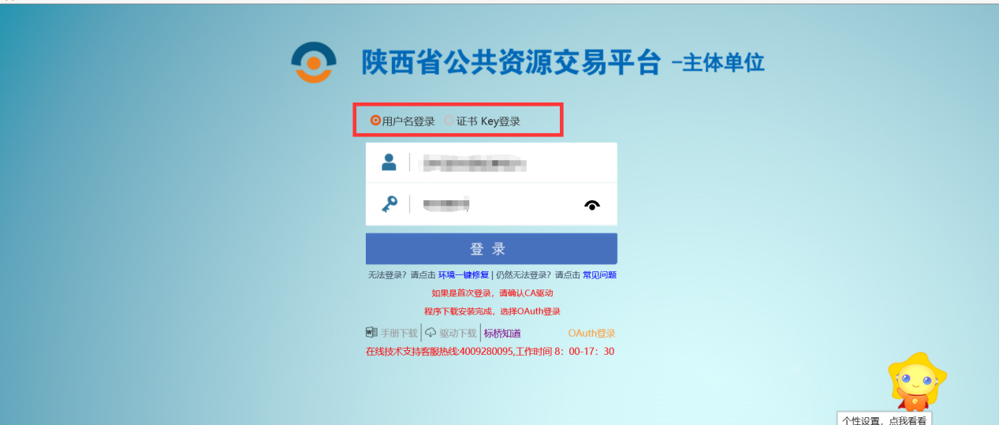 陕西省公共资源交易平台 -主体单位
用户名登录 证书 Key登录
登 录
无法登录？请点击 环境一键修复 | 仍然无法登录？请点击 常见问题
如果是首次登录，请确认CA驱动
程序下载安装完成，选择OAuth登录
手册下载 驱动下载 标桥知道 OAuth登录
在线技术支持客服热线:4009280095,工作时间 8：00-17：30
个性设置，点我看看